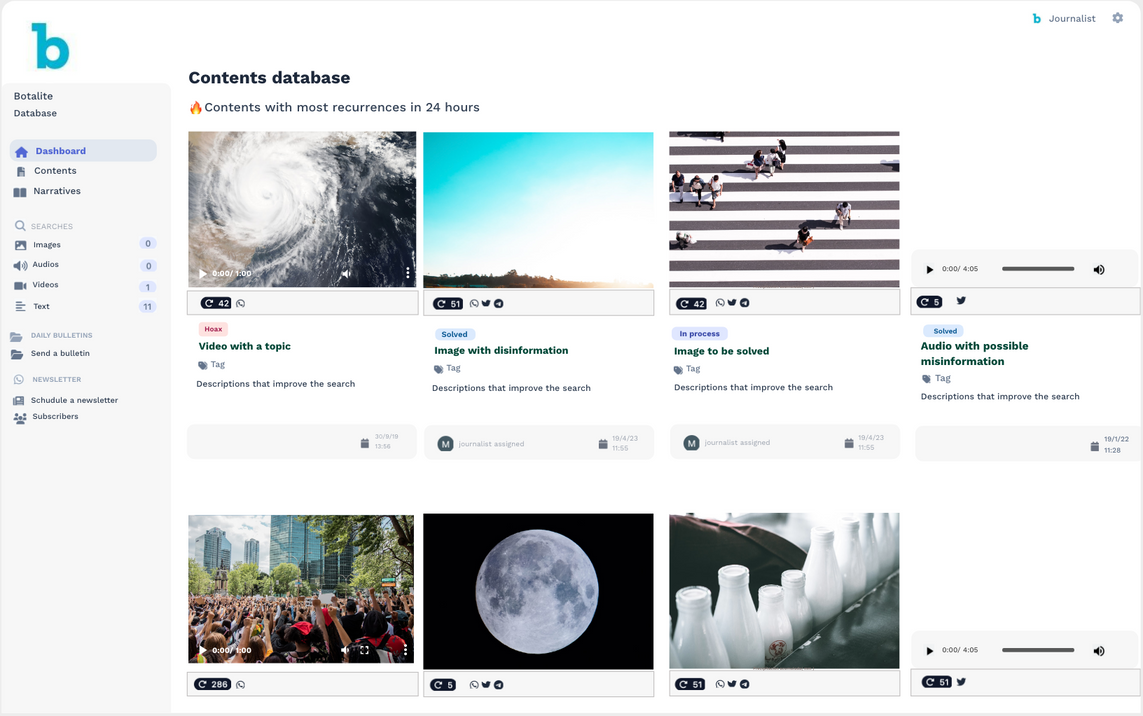 b
b Journalist
Botalite
Database
Dashboard
Contents
Narratives
SEARCHES
Images 0
Audios 0
Videos 1
Text 11
DAILY BULLETINS
Send a bulletin
NEWSLETTER
Schudule a newsletter
Subscribers
Contents database
🔥Contents with most recurrences in 24 hours
0:00/ 1:00
0:00/ 4:05
42
51
42
5
Hoax
Video with a topic
Tag
Descriptions that improve the search
30/9/19
13:56
Solved
Image with disinformation
Tag
Descriptions that improve the search
M journalist assigned
19/4/23
11:55
In process
Image to be solved
Tag
Descriptions that improve the search
M journalist assigned
19/4/23
11:55
Solved
Audio with possible
misinformation
Tag
Descriptions that improve the search
19/1/22
11:28
0:00/ 1:00
0:00/ 4:05
286
5
51
51